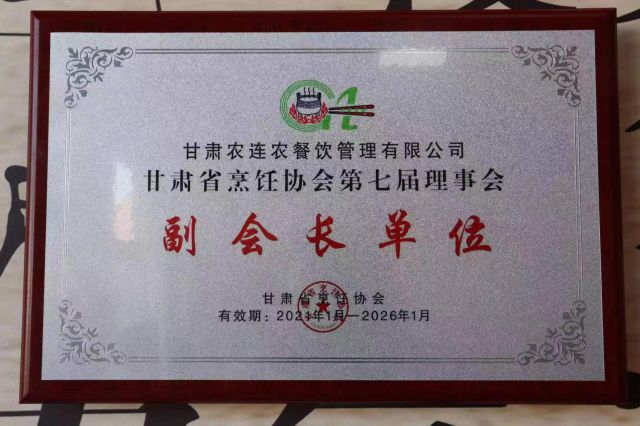 甘肃农连农餐饮管理有限公司
甘肃省烹饪协会第七届理事会
副会长单位
甘肃省烹饪协会
有效期：2021年1月—2026年1月